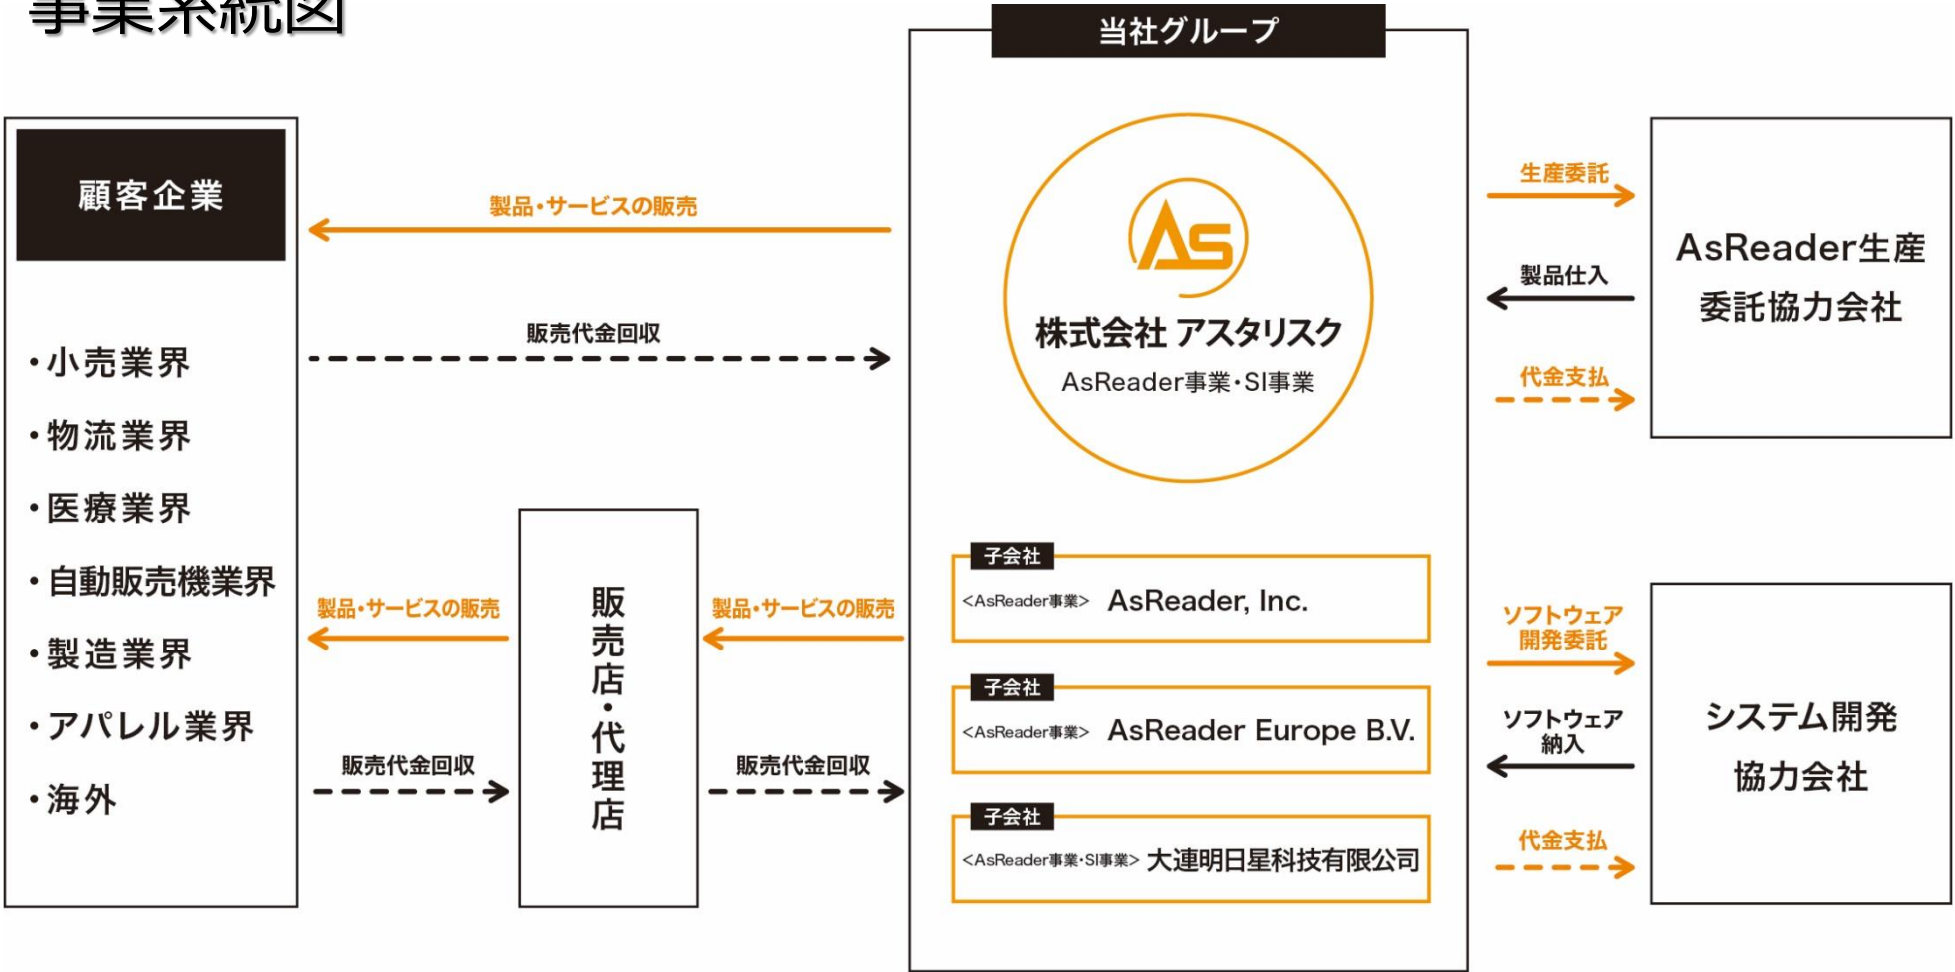 事業系統図
当社グループ
顧客企業
・小売業界
・物流業界
・医療業界
・自動販売機業界
・製造業界
・アパレル業界
・海外
製品・サービスの販売
販売代金回収
製品・サービスの販売
販売代金回収
販売店・代理店
製品・サービスの販売
販売代金回収
As
株式会社 アスタリスク
AsReader事業・SI事業
子会社
<AsReader事業> AsReader, Inc.
子会社
<AsReader事業> AsReader Europe B.V.
子会社
<AsReader事業・SI事業> 大連明日星科技有限公司
生産委託
製品仕入
代金支払
AsReader生産
委託協力会社
ソフトウェア
開発委託
ソフトウェア
納入
代金支払
システム開発
協力会社